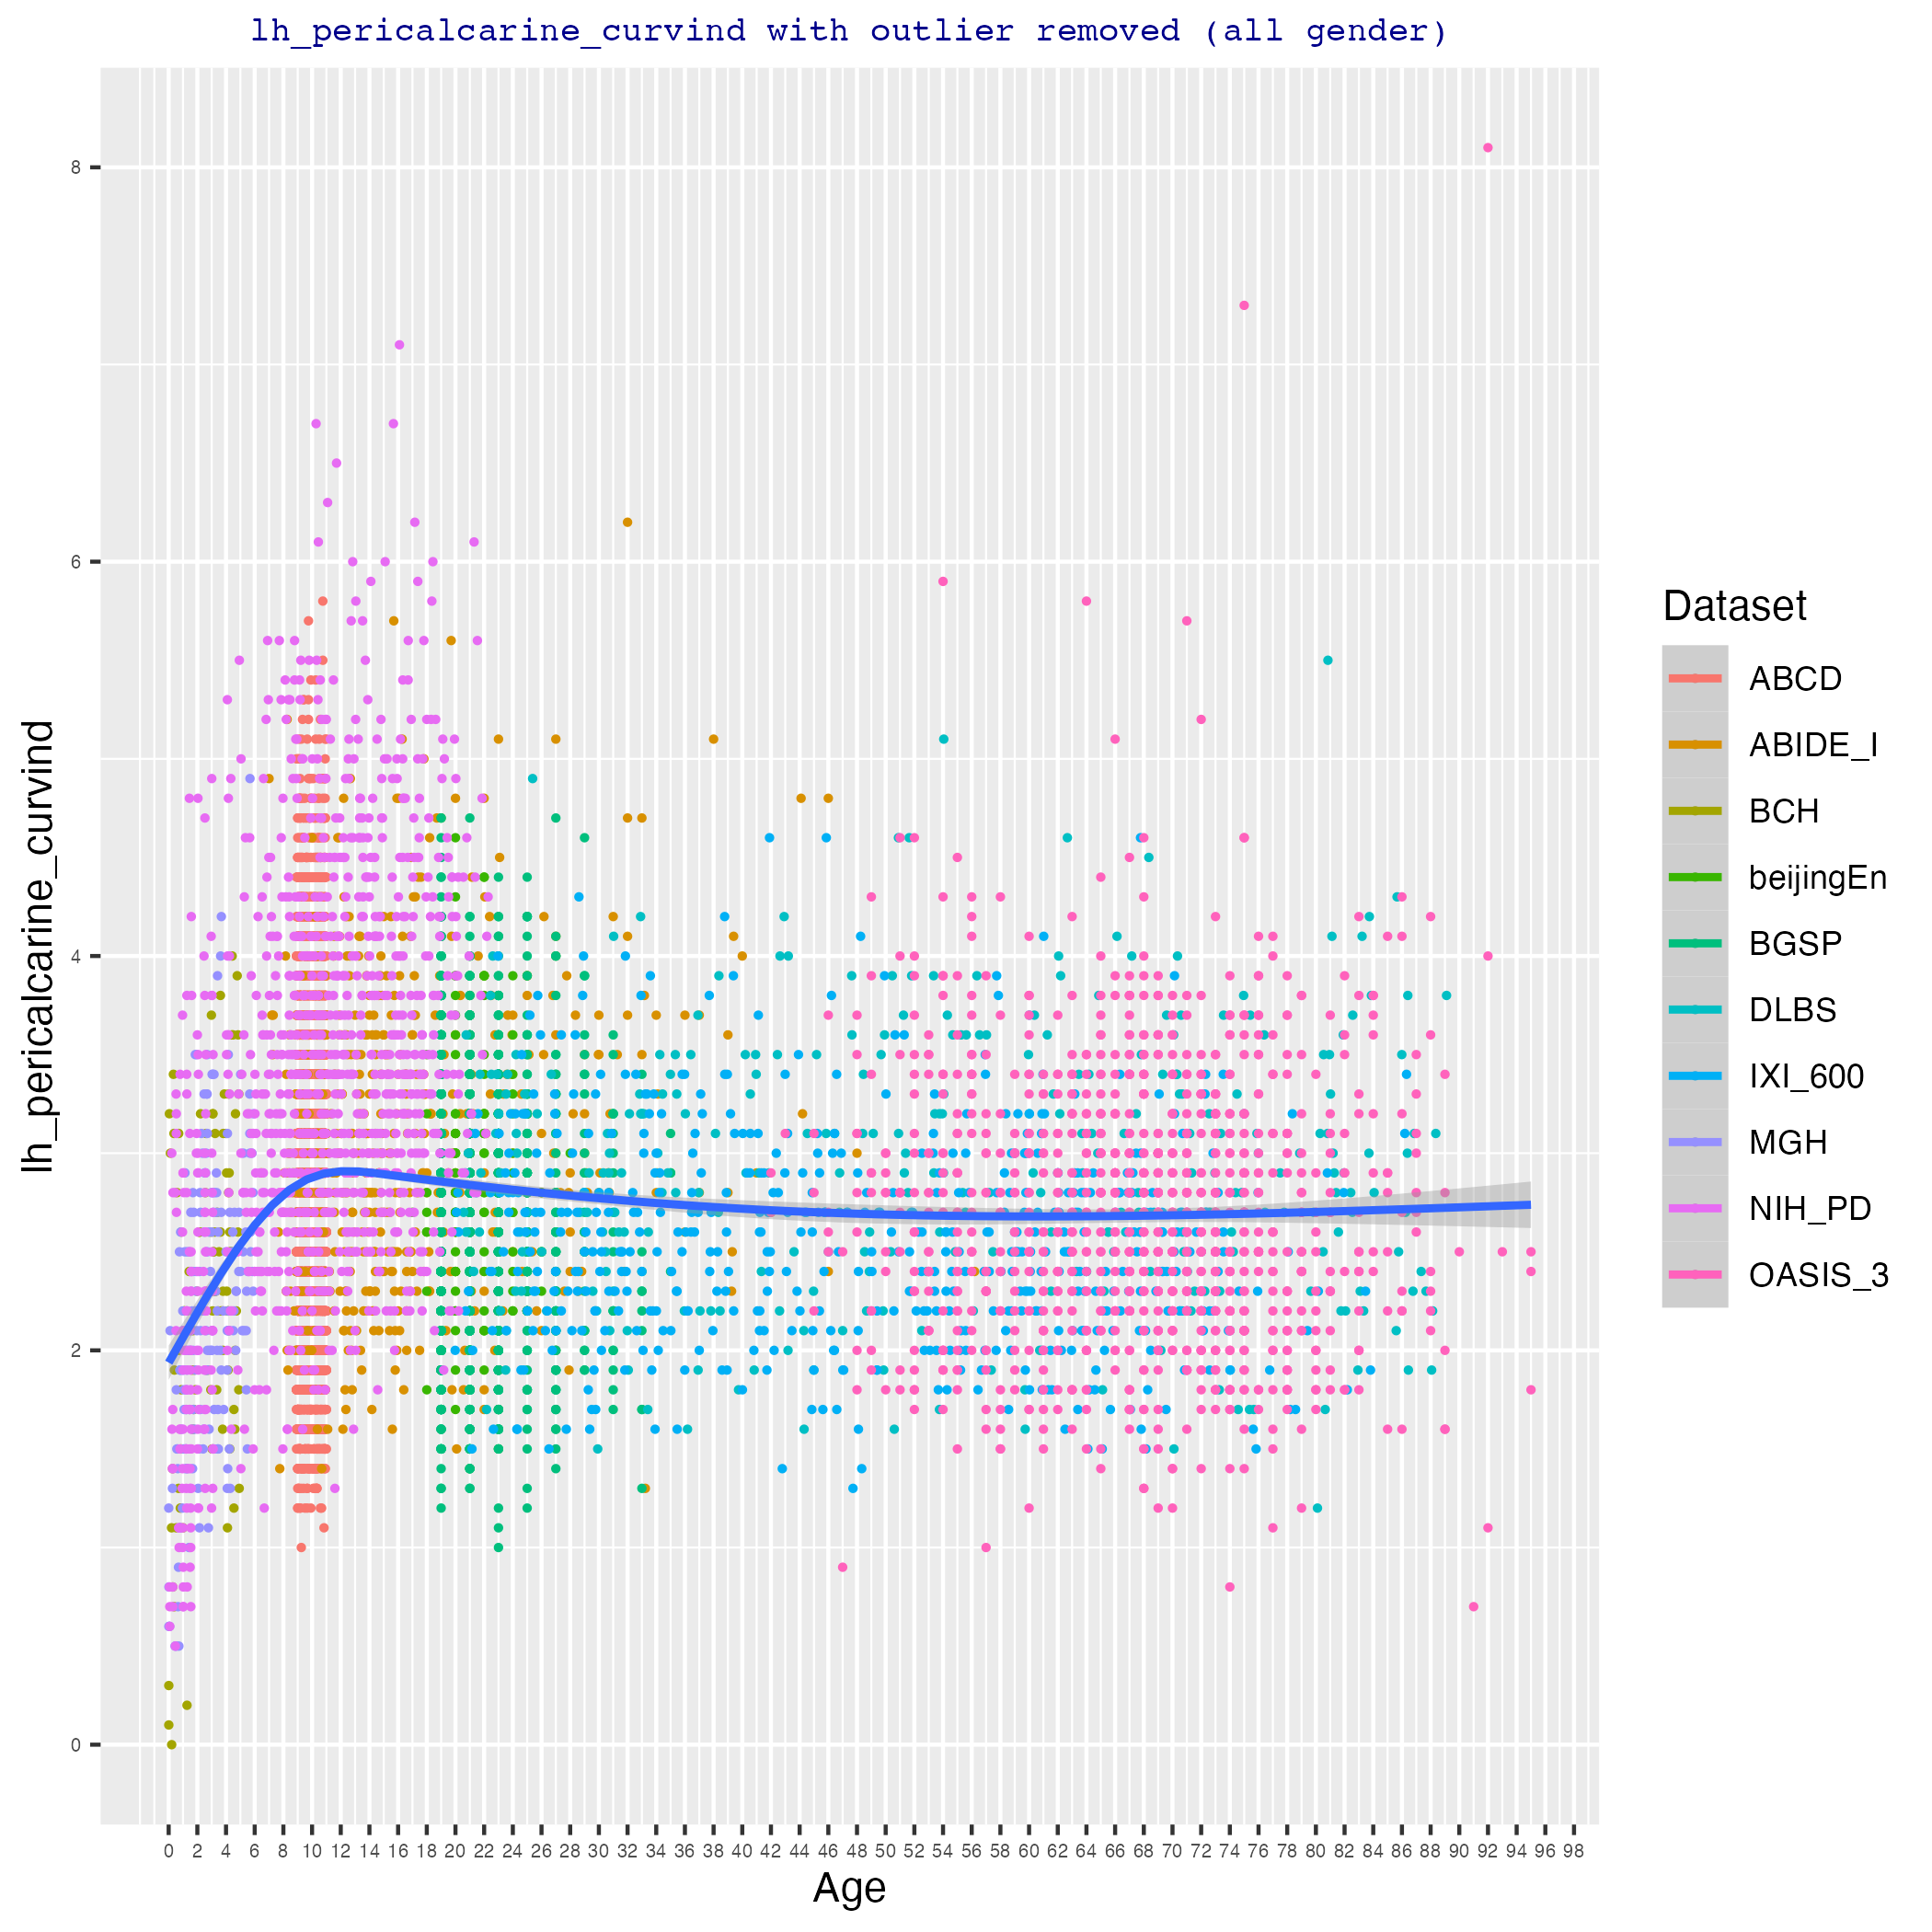 lh_pericalcarine_curvind with outlier removed (all gender)
8
6
4
2
0
lh_pericalcarine_curvind
0 2 4 6 8 10 12 14 16 18 20 22 24 26 28 30 32 34 36 38 40 42 44 46 48 50 52 54 56 58 60 62 64 66 68 70 72 74 76 78 80 82 84 86 88 90 92 94 96 98
Age
Dataset
ABCD
ABIDE_I
BCH
beijingEn
BGSP
DLBS
IXI_600
MGH
NIH_PD
OASIS_3